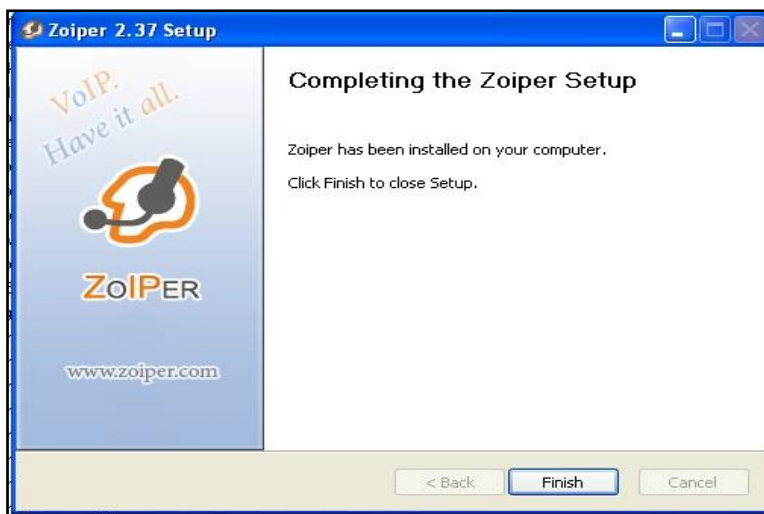 Zoiper 2.37 Setup
VoIP.
Have it all.
ZoIPER
www.zoiper.com
Completing the Zoiper Setup
Zoiper has been installed on your computer.
Click Finish to close Setup.
< Back
Finish
Cancel